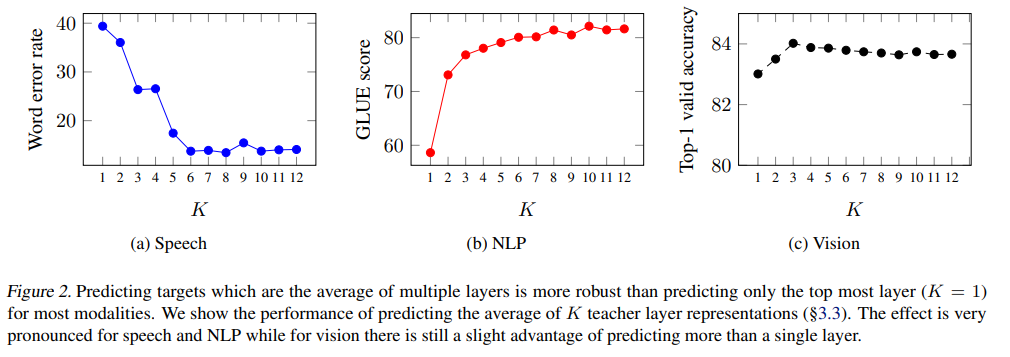 Word error rate
40
30
20
1 2 3 4 5 6 7 8 9 10 11 12
K
(a) Speech
GLUE score
80
70
60
1 2 3 4 5 6 7 8 9 10 11 12
K
(b) NLP
Top-1 valid accuracy
84
82
80
1 2 3 4 5 6 7 8 9 10 11 12
K
(c) Vision
Figure 2. Predicting targets which are the average of multiple layers is more robust than predicting only the top most layer (K = 1)
for most modalities. We show the performance of predicting the average of K teacher layer representations (§3.3). The effect is very
pronounced for speech and NLP while for vision there is still a slight advantage of predicting more than a single layer.